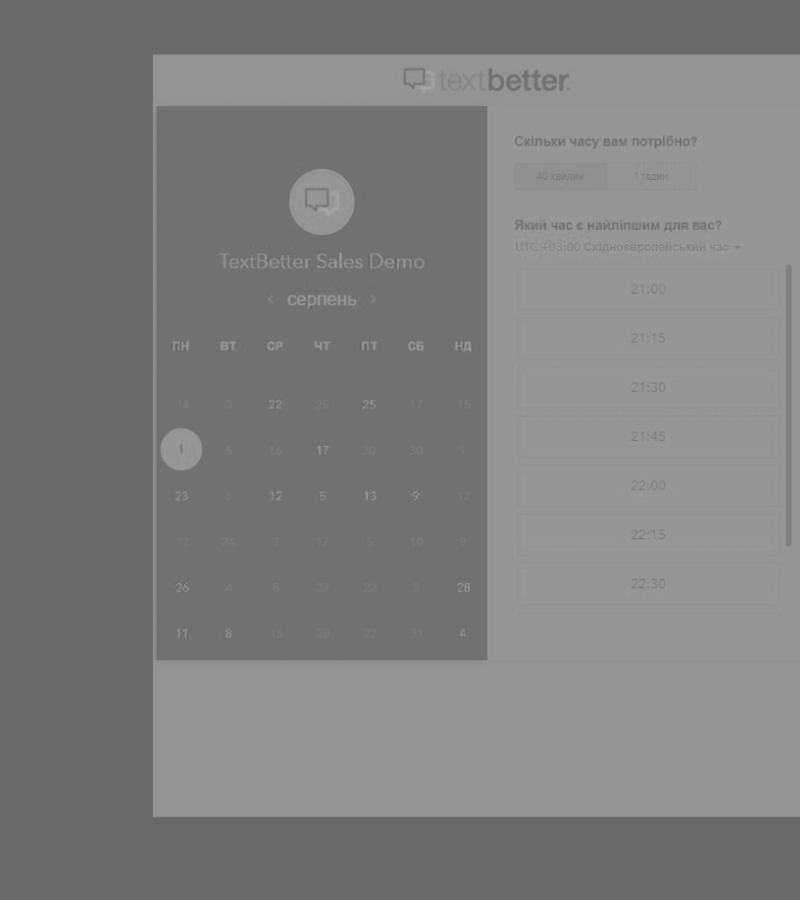 textbetter.
TextBetter Sales Demo
‹ серпень ›
ПН ВТ СР ЧТ ПТ СБ НД
14 3 22 25 25 17 15
1 5 16 17 30 30 1
23 8 12 5 13 9 13
12 24 3 17 5 10 9
26 4 5 27 22 3 28
11 8 15 28 22 31 4
Скільки часу вам потрібно?
40 хвилин 1 годин
Який час є найліпшим для вас?
UTC +03:00 Східноєвропейський час
21:00
21:15
21:30
21:45
22:00
22:15
22:30